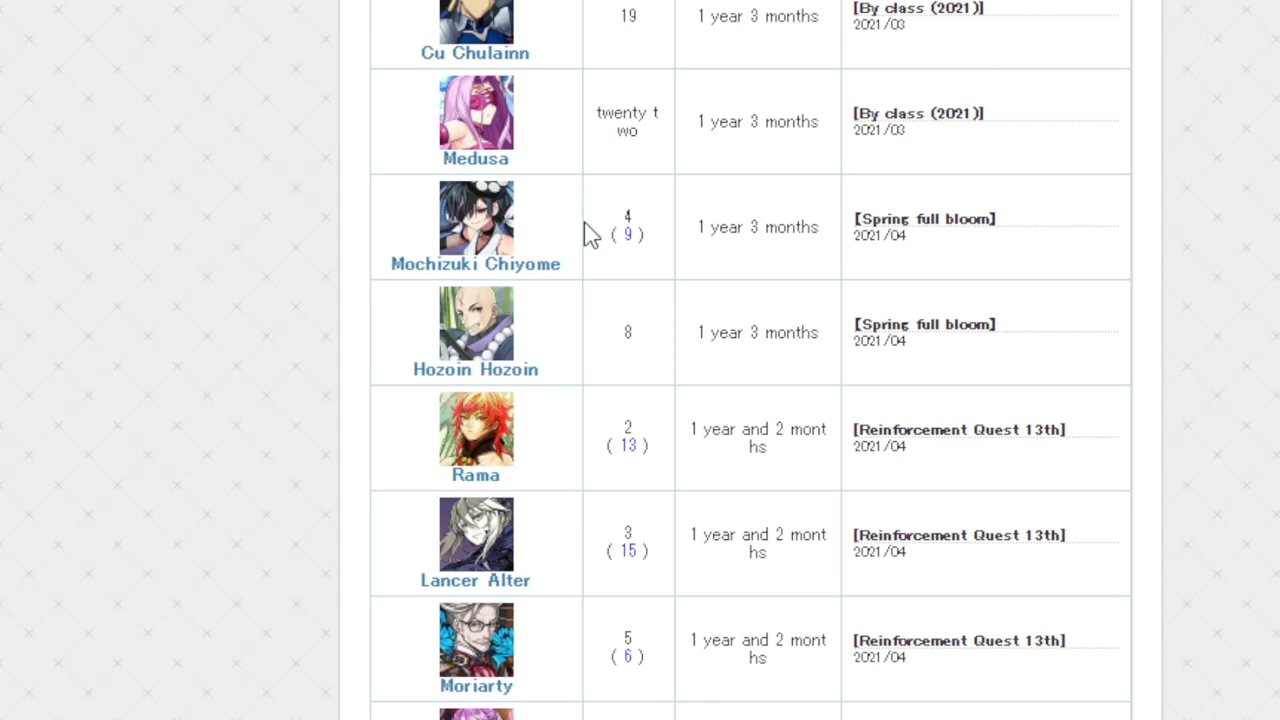 19
1 year 3 months
[By class (2021)]
2021/03
Cu Chulainn
twenty t
wo
1 year 3 months
[By class (2021)]
2021/03
Medusa
4
( 9 )
1 year 3 months
【Spring full bloom】
2021/04
Mochizuki Chiyome
8
1 year 3 months
【Spring full bloom】
2021/04
Hozoin Hozoin
2
( 13 )
1 year and 2 mont
hs
[Reinforcement Quest 13th]
2021/04
Rama
3
( 15 )
1 year and 2 mont
hs
[Reinforcement Quest 13th]
2021/04
Lancer Alter
5
( 6 )
1 year and 2 mont
hs
[Reinforcement Quest 13th]
2021/04
Moriarty